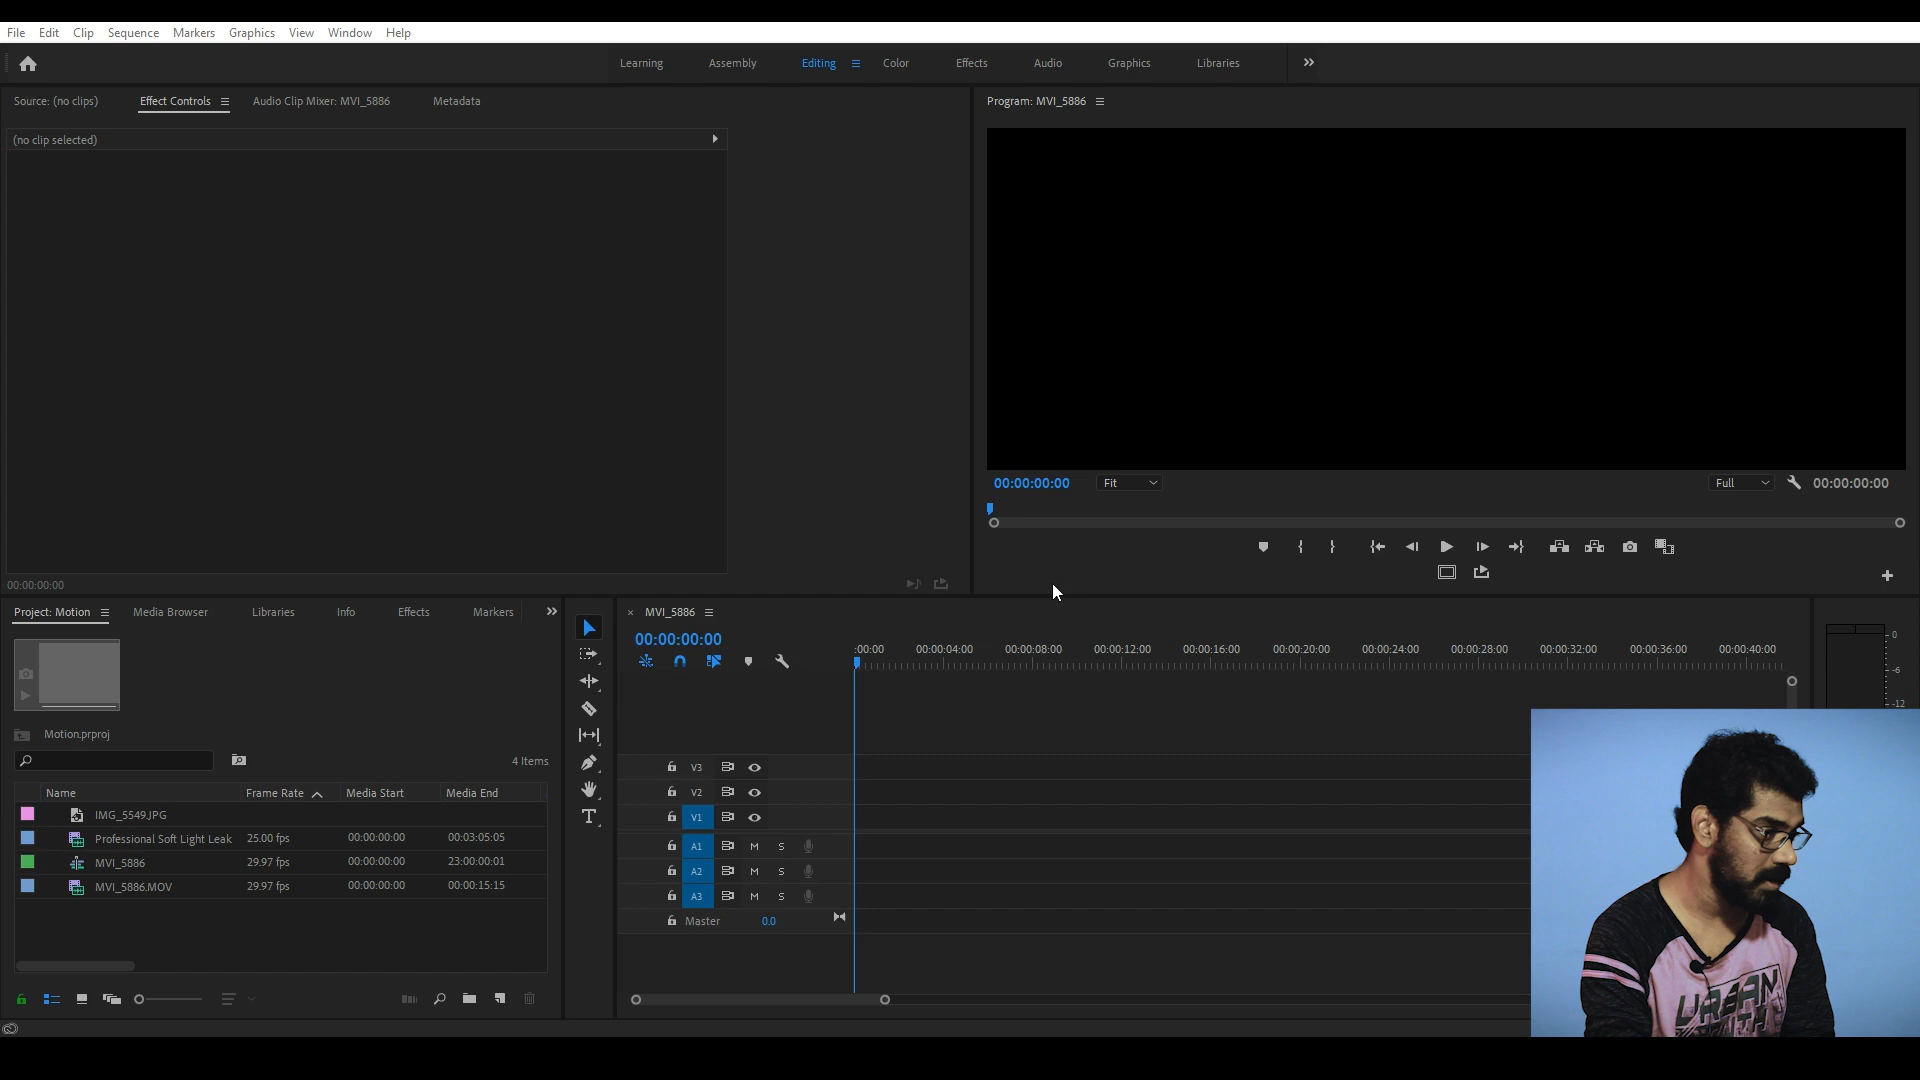 File Edit Clip Sequence Markers Graphics View Window Help
Learning Assembly Editing Color Effects Audio Graphics Libraries
Source: (no clips) Effect Controls Audio Clip Mixer: MVI_5886 Metadata
Program: MVI_5886
(no clip selected)
00:00:00:00 Fit Full 00:00:00:00
00:00:00:00
Project: Motion Media Browser Libraries Info Effects Markers
MVI_5886
00:00:00:00
:00:00 00:00:04:00 00:00:08:00 00:00:12:00 00:00:16:00 00:00:20:00 00:00:24:00 00:00:28:00 00:00:32:00 00:00:36:00 00:00:40:00
0
-6
-12
Motion.prproj
4 Items
Name Frame Rate Media Start Media End
IMG_5549.JPG
Professional Soft Light Leak 25.00 fps 00:00:00:00 00:03:05:05
MVI_5886 29.97 fps 00:00:00:00 23:00:00:01
MVI_5886.MOV 29.97 fps 00:00:00:00 00:00:15:15
V3
V2
V1
A1 M S
A2 M S
A3 M S
Master 0.0
URBAN